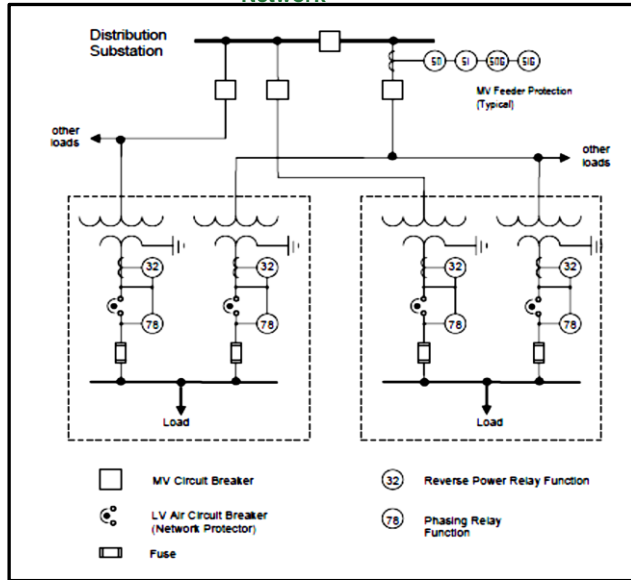 Network
Distribution
Substation
50 51 50G 51G
MV Feeder Protection
(Typical)
other
loads
other
loads
32 32 32 32
78 78 78 78
Load Load
MV Circuit Breaker
32 Reverse Power Relay Function
LV Air Circuit Breaker
(Network Protector)
78 Phasing Relay
Function
Fuse